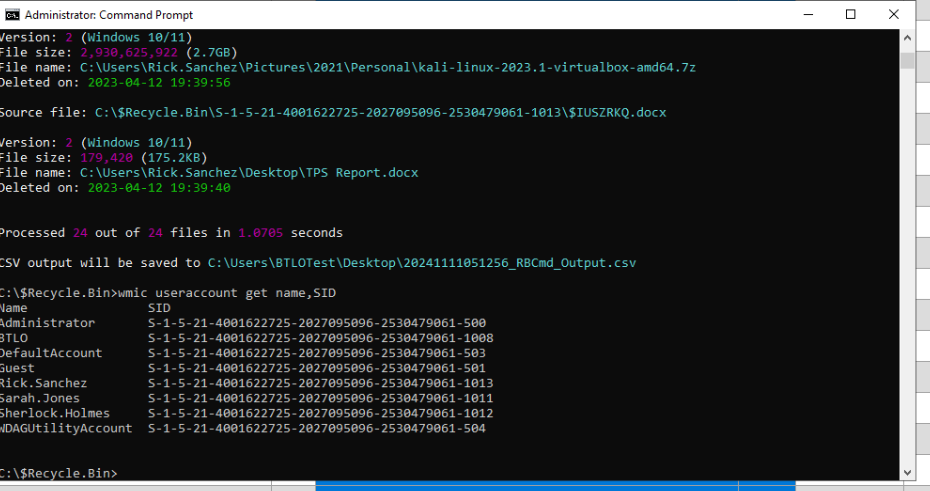 Administrator: Command Prompt
Version: 2 (Windows 10/11)
File size: 2,930,625,922 (2.7GB)
File name: C:\Users\Rick.Sanchez\Pictures\2021\Personal\kali-linux-2023.1-virtualbox-amd64.7z
Deleted on: 2023-04-12 19:39:56
Source file: C:\$Recycle.Bin\S-1-5-21-4001622725-2027095096-2530479061-1013\$IUSZRKQ.docx
Version: 2 (Windows 10/11)
File size: 179,420 (175.2KB)
File name: C:\Users\Rick.Sanchez\Desktop\TPS Report.docx
Deleted on: 2023-04-12 19:39:40
Processed 24 out of 24 files in 1.0705 seconds
CSV output will be saved to C:\Users\BTLOTest\Desktop\20241111051256_RBCmd_Output.csv
C:\$Recycle.Bin>wmic useraccount get name,SID
Name SID
Administrator S-1-5-21-4001622725-2027095096-2530479061-500
BTLO S-1-5-21-4001622725-2027095096-2530479061-1008
DefaultAccount S-1-5-21-4001622725-2027095096-2530479061-503
Guest S-1-5-21-4001622725-2027095096-2530479061-501
Rick.Sanchez S-1-5-21-4001622725-2027095096-2530479061-1013
Sarah.Jones S-1-5-21-4001622725-2027095096-2530479061-1011
Sherlock.Holmes S-1-5-21-4001622725-2027095096-2530479061-1012
WDAGUtilityAccount S-1-5-21-4001622725-2027095096-2530479061-504
C:\$Recycle.Bin>